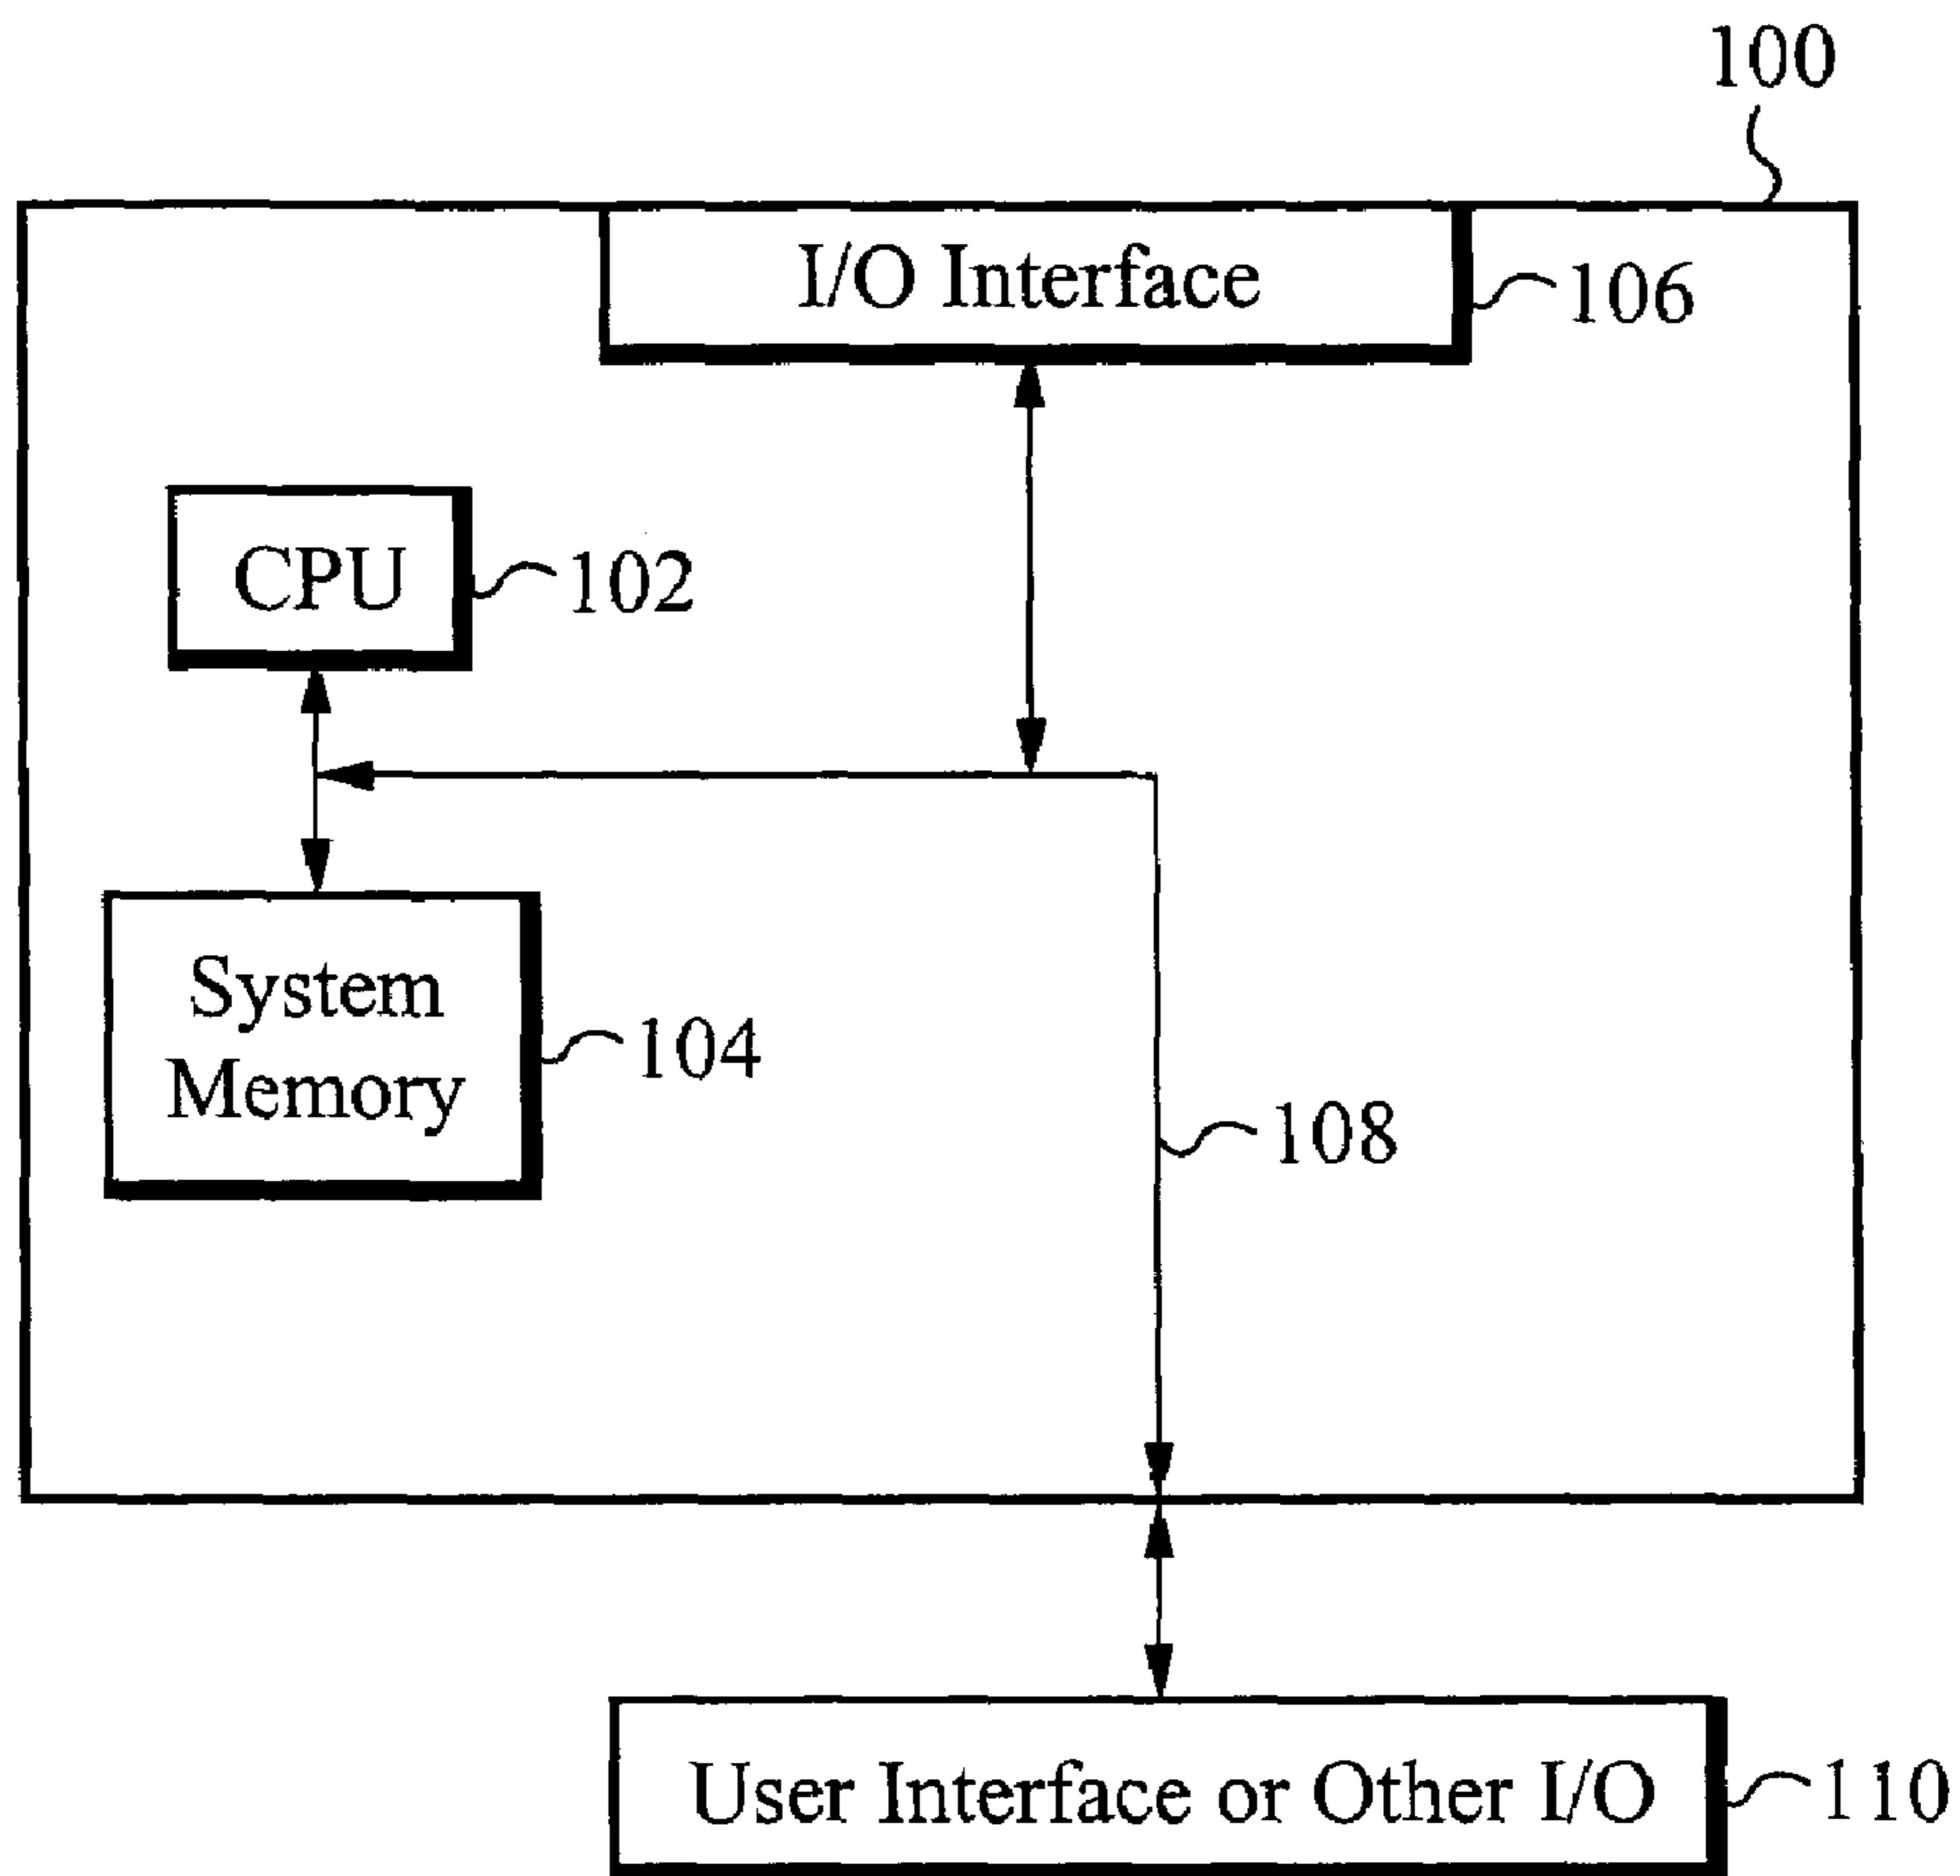 100
I/O Interface
106
CPU
102
System
Memory
104
108
User Interface or Other I/O
110